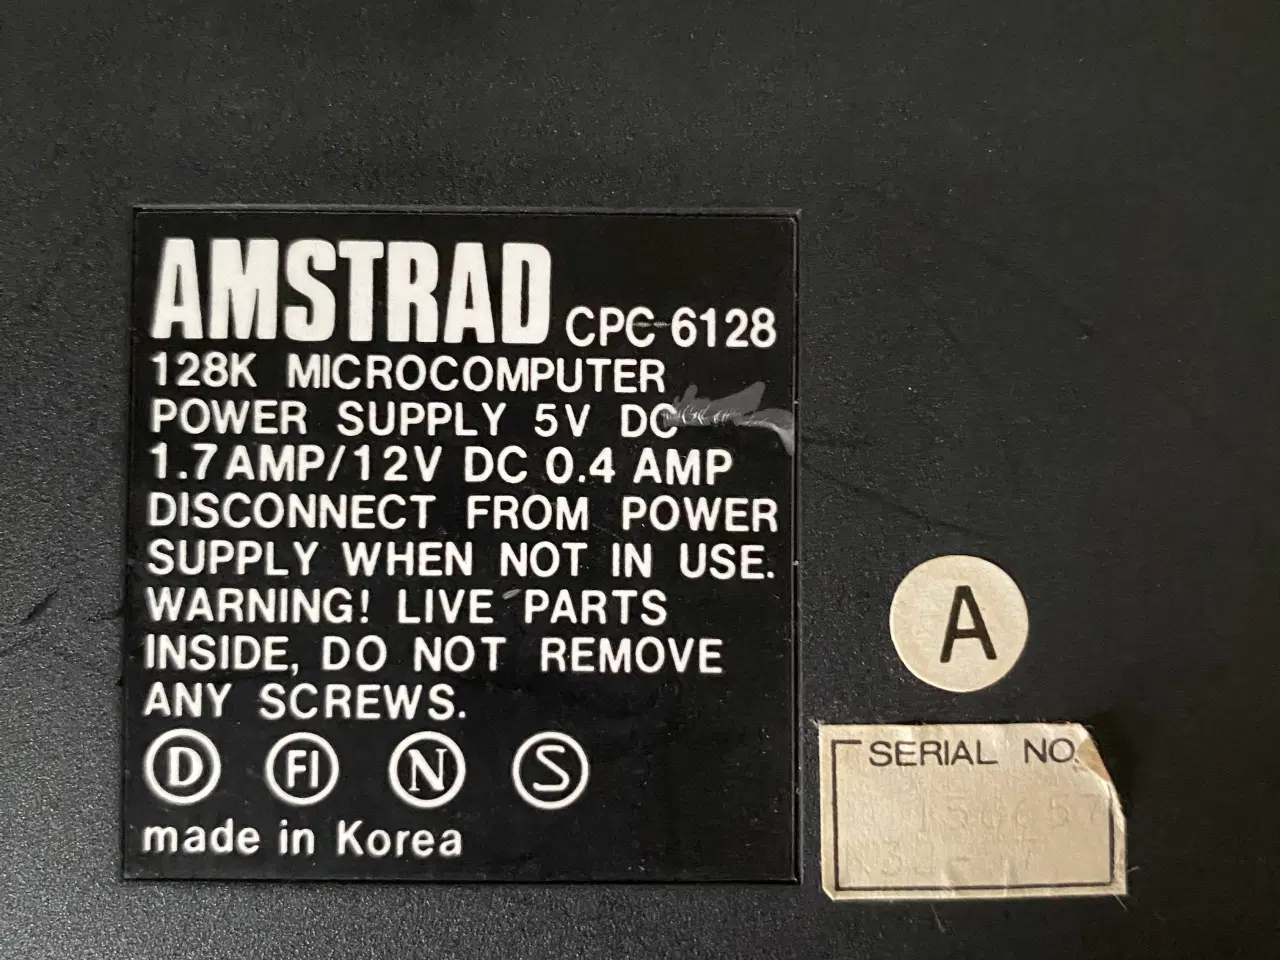 AMSTRAD CPC-6128
128K MICROCOMPUTER
POWER SUPPLY 5V DC
1.7AMP/12V DC 0.4 AMP
DISCONNECT FROM POWER
SUPPLY WHEN NOT IN USE.
WARNING! LIVE PARTS
INSIDE, DO NOT REMOVE
ANY SCREWS.
D FI N S
made in Korea
A
SERIAL NO.